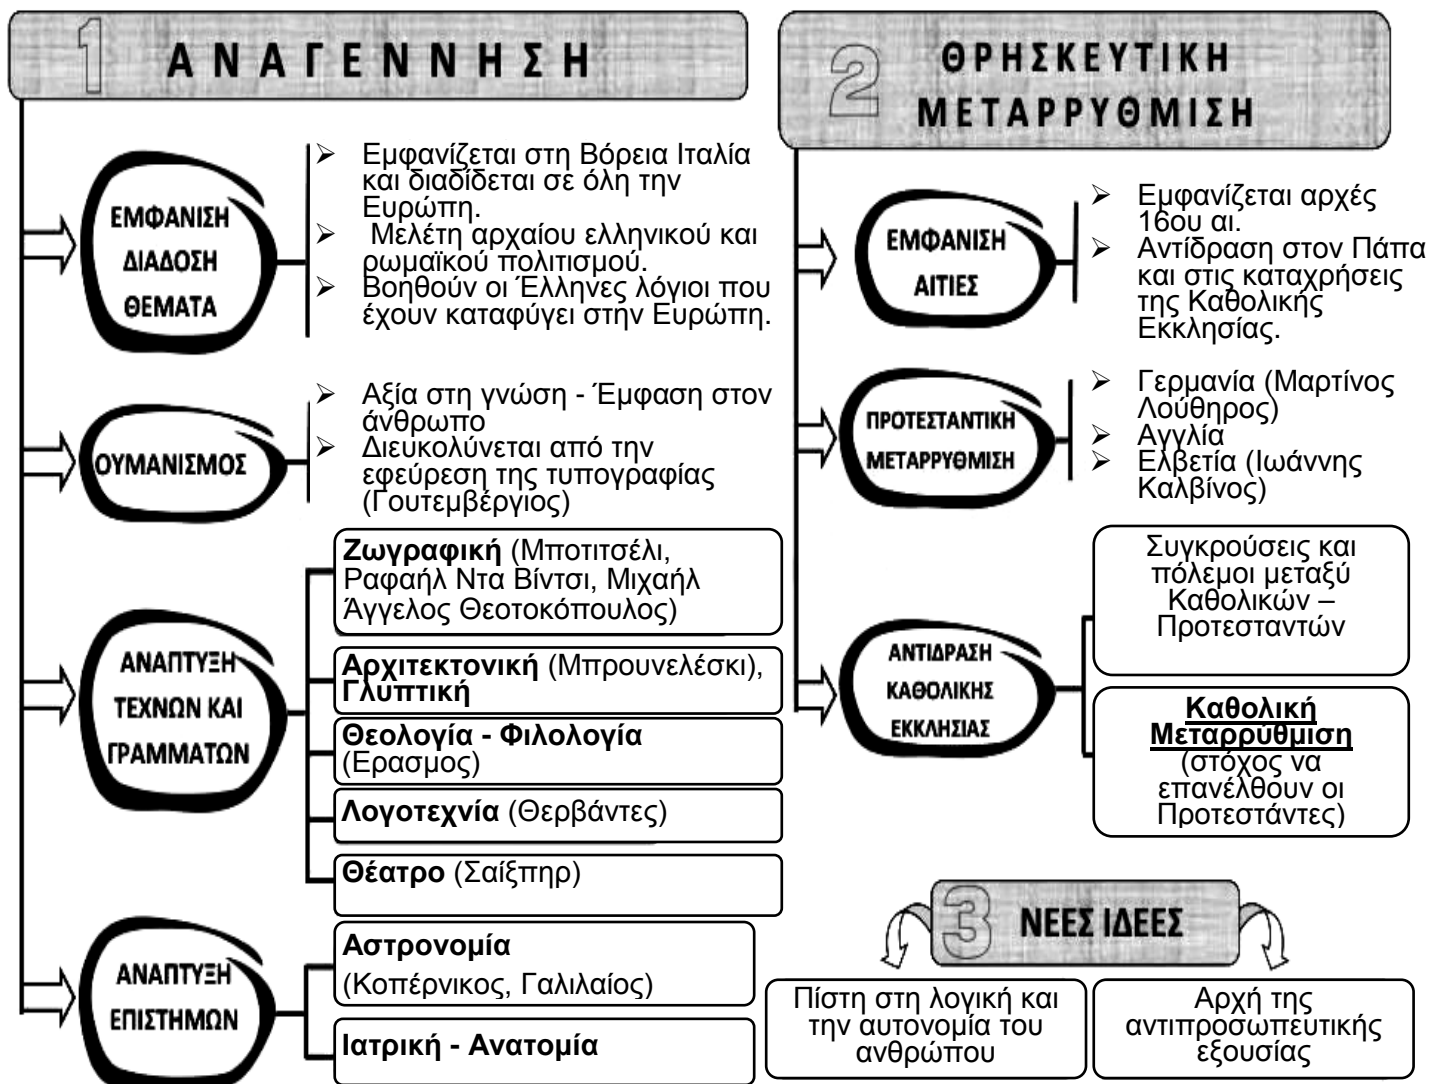 1 ΑΝΑΓΕΝΝΗΣΗ
ΕΜΦΑΝΙΣΗ
ΔΙΑΔΟΣΗ
ΘΕΜΑΤΑ
➢ Εμφανίζεται στη Βόρεια Ιταλία
και διαδίδεται σε όλη την
Ευρώπη.
➢ Μελέτη αρχαίου ελληνικού και
ρωμαϊκού πολιτισμού.
➢ Βοηθούν οι Έλληνες λόγιοι που
έχουν καταφύγει στην Ευρώπη.
ΟΥΜΑΝΙΣΜΟΣ
➢ Αξία στη γνώση - Έμφαση στον
άνθρωπο
➢ Διευκολύνεται από την
εφεύρεση της τυπογραφίας
(Γουτεμβέργιος)
ΑΝΑΠΤΥΞΗ
ΤΕΧΝΩΝ ΚΑΙ
ΓΡΑΜΜΑΤΩΝ
Ζωγραφική (Μποτιτσέλι,
Ραφαήλ Ντα Βίντσι, Μιχαήλ
Άγγελος Θεοτοκόπουλος)
Αρχιτεκτονική (Μπρουνελέσκι),
Γλυπτική
Θεολογία - Φιλολογία
(Ερασμος)
Λογοτεχνία (Θερβάντες)
Θέατρο (Σαίξπηρ)
ΑΝΑΠΤΥΞΗ
ΕΠΙΣΤΗΜΩΝ
Αστρονομία
(Κοπέρνικος, Γαλιλαίος)
Ιατρική - Ανατομία
2 ΘΡΗΣΚΕΥΤΙΚΗ
ΜΕΤΑΡΡΥΘΜΙΣΗ
ΕΜΦΑΝΙΣΗ
ΑΙΤΙΕΣ
➢ Εμφανίζεται αρχές
16ου αι.
➢ Αντίδραση στον Πάπα
και στις καταχρήσεις
της Καθολικής
Εκκλησίας.
ΠΡΟΤΕΣΤΑΝΤΙΚΗ
ΜΕΤΑΡΡΥΘΜΙΣΗ
➢ Γερμανία (Μαρτίνος
Λούθηρος)
➢ Αγγλία
➢ Ελβετία (Ιωάννης
Καλβίνος)
ΑΝΤΙΔΡΑΣΗ
ΚΑΘΟΛΙΚΗΣ
ΕΚΚΛΗΣΙΑΣ
Συγκρούσεις και
πόλεμοι μεταξύ
Καθολικών –
Προτεσταντών
Καθολική
Μεταρρύθμιση
(στόχος να
επανέλθουν οι
Προτεστάντες)
3 ΝΕΕΣ ΙΔΕΕΣ
Πίστη στη λογική και
την αυτονομία του
ανθρώπου
Αρχή της
αντιπροσωπευτικής
εξουσίας